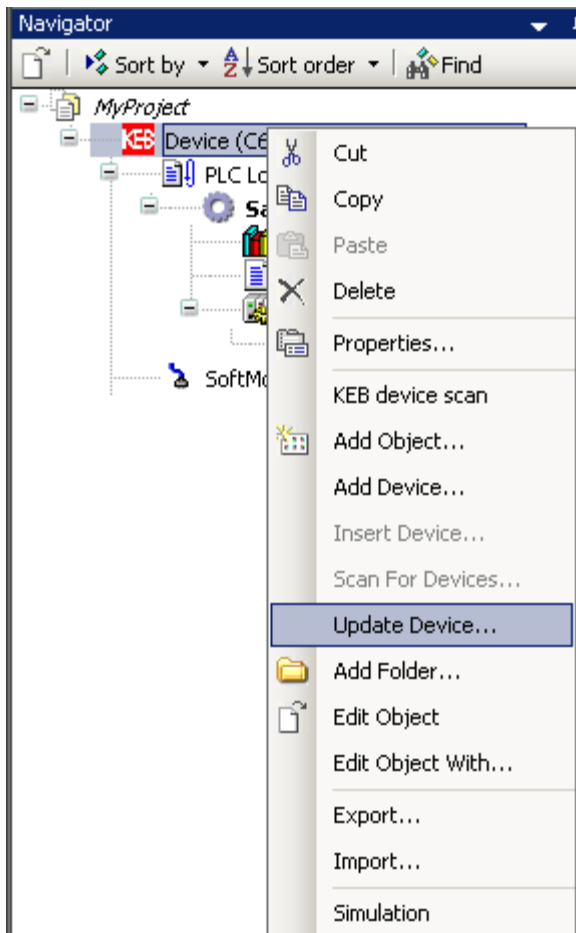 Navigator
Sort by
Sort order
Find
MyProject
KEB Device (C6
PLC Lo
Sa
SoftMo
Cut
Copy
Paste
Delete
Properties...
KEB device scan
Add Object...
Add Device...
Insert Device...
Scan For Devices...
Update Device...
Add Folder...
Edit Object
Edit Object With...
Export...
Import...
Simulation